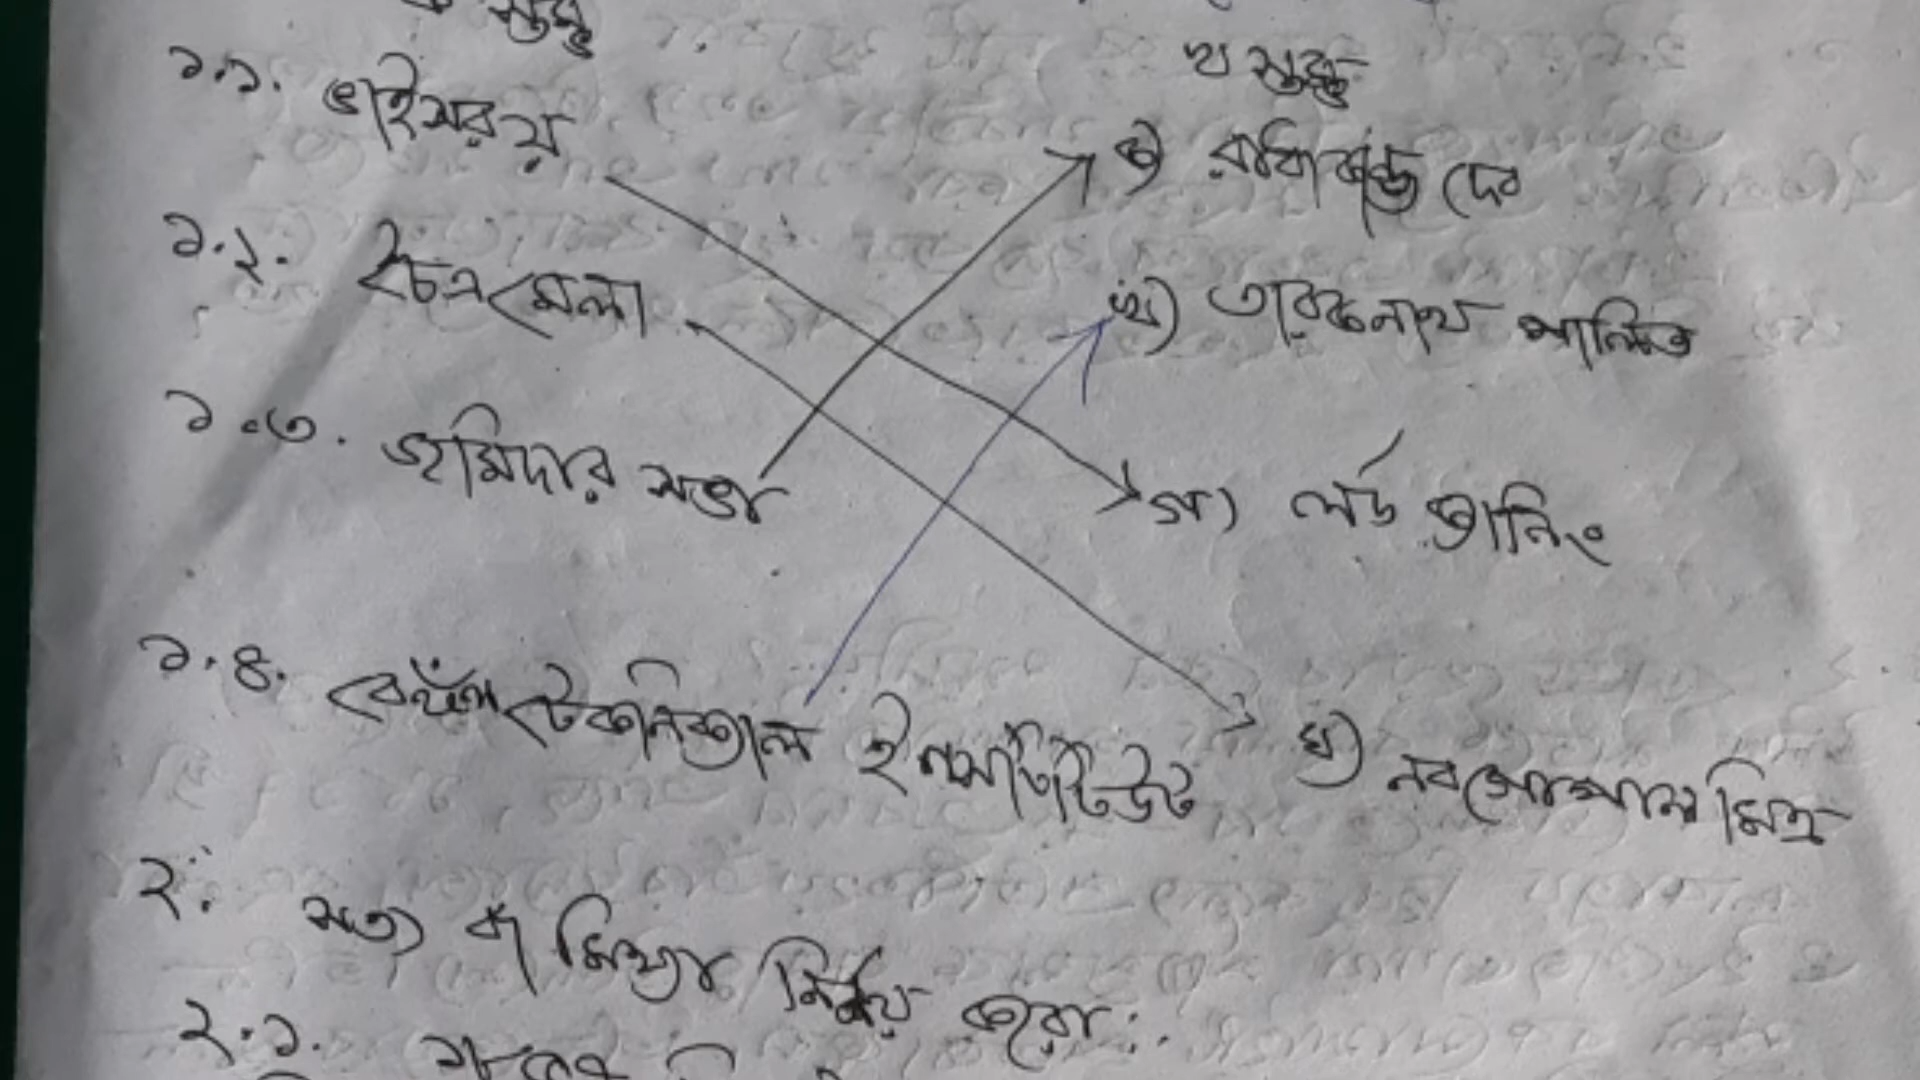 স্তম্ভ
খ স্তম্ভ
১.১. ভাইসরয়
ক) রাধাকান্ত দেব
১.২. চৈত্রমেলা
খ) তারকনাথ পালিত
১.৩. জমিদার সভা
গ) লর্ড ক্যানিং
১.৪. বেঙ্গল টেকনিক্যাল ইনস্টিটিউট
ঘ) নবগোপাল মিত্র
২. সত্য বা মিথ্যা নির্ণয় করো:
২.১.